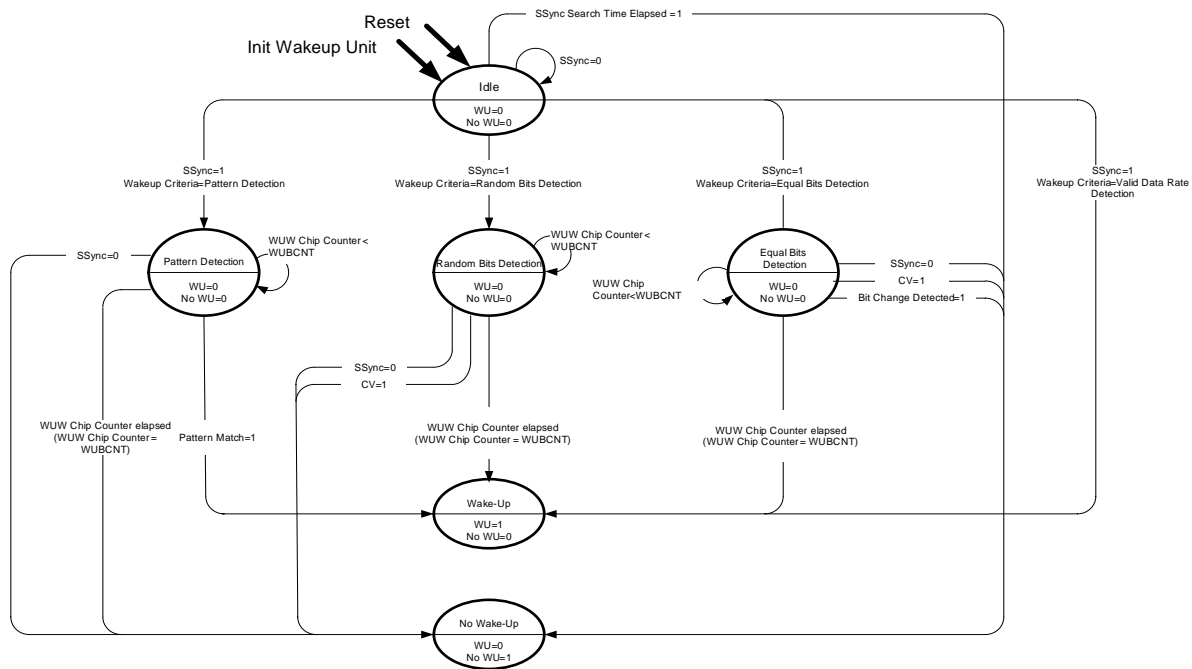 SSync Search Time Elapsed =1
Reset
Init Wakeup Unit
SSync=0
Idle
WU=0
No WU=0
SSync=1
Wakeup Criteria=Pattern Detection
SSync=1
Wakeup Criteria=Random Bits Detection
SSync=1
Wakeup Criteria=Equal Bits Detection
SSync=1
Wakeup Criteria=Valid Data Rate
Detection
SSync=0
Pattern Detection
WU=0
No WU=0
WUW Chip Counter<
WUBCNT
Random Bits Detection
WU=0
No WU=0
WUW Chip Counter<
WUBCNT
WUW Chip
Counter<WUBCNT
Equal Bits
Detection
WU=0
No WU=0
SSync=0
CV=1
Bit Change Detected=1
SSync=0
CV=1
WUW Chip Counter elapsed
(WUW Chip Counter =
WUBCNT)
Pattern Match=1
WUW Chip Counter elapsed
(WUW Chip Counter = WUBCNT)
WUW Chip Counter elapsed
(WUW Chip Counter = WUBCNT)
Wake-Up
WU=1
No WU=0
No Wake-Up
WU=0
No WU=1